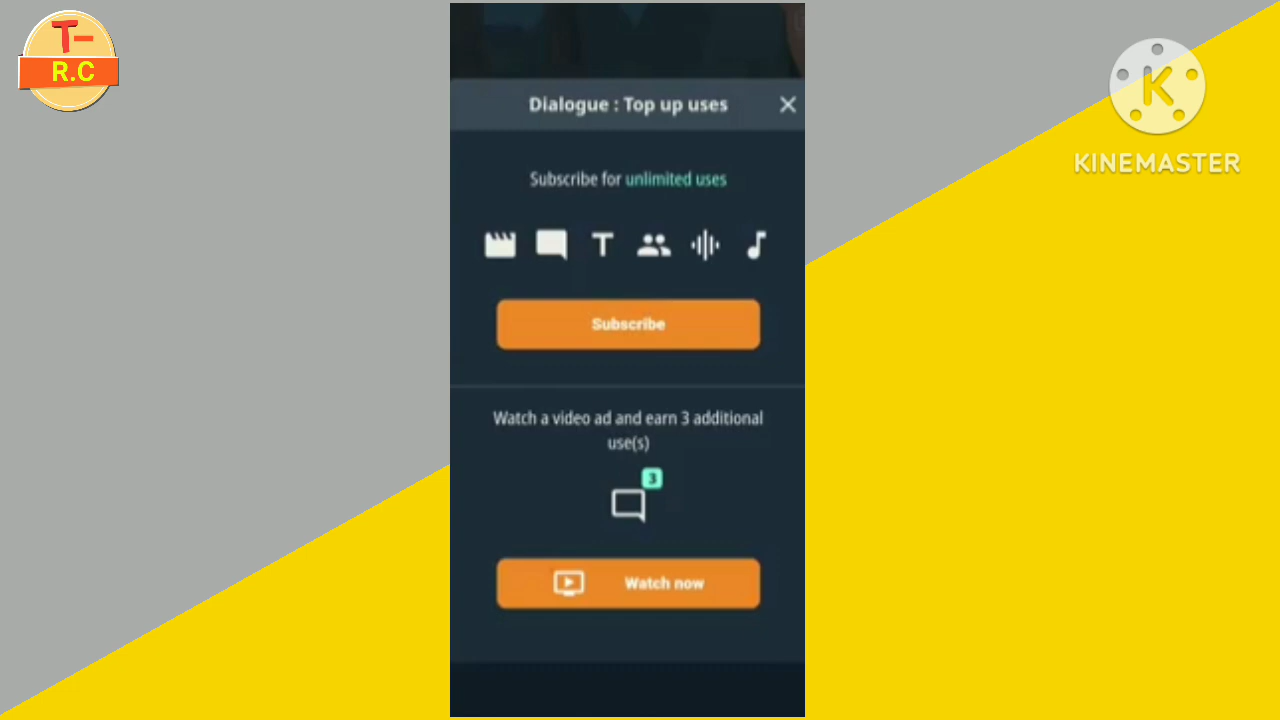 T-
R.C
KINEMASTER
Dialogue : Top up uses
Subscribe for unlimited uses
Subscribe
Watch a video ad and earn 3 additional
use(s)
3
Watch now